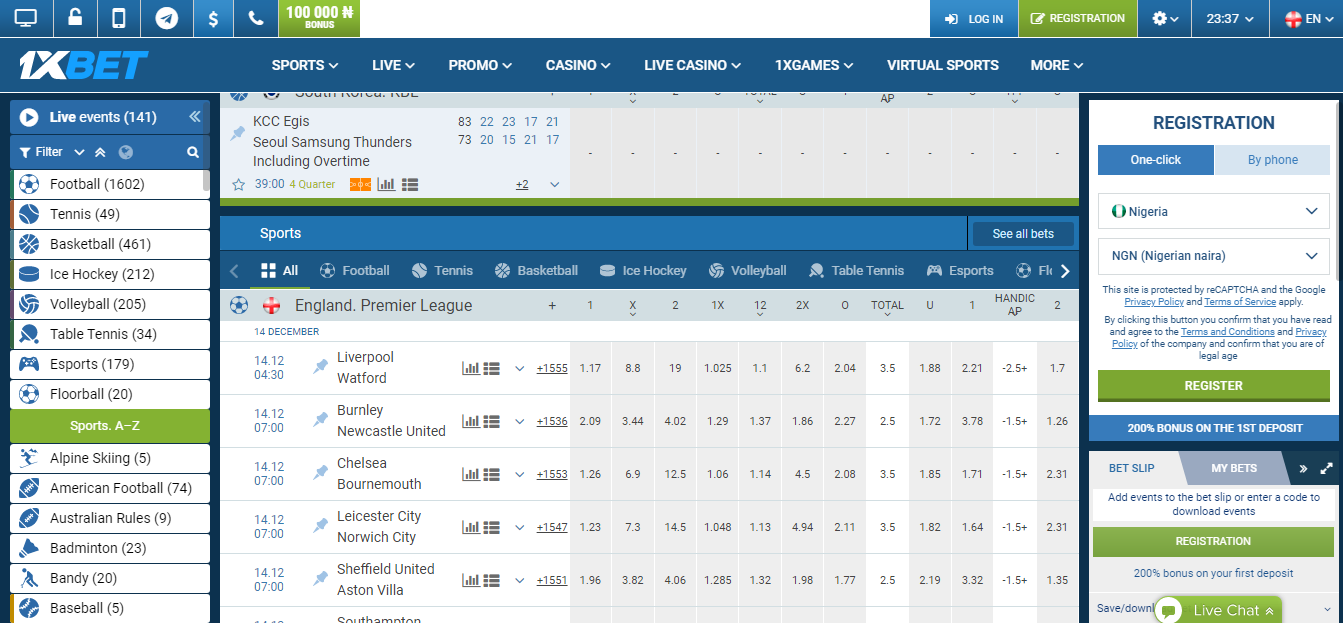 100 000 ₦
BONUS
LOG IN
REGISTRATION
23:37
EN
1XBET
SPORTS
LIVE
PROMO
CASINO
LIVE CASINO
1XGAMES
VIRTUAL SPORTS
MORE
Live events (141)
Filter
Football (1602)
Tennis (49)
Basketball (461)
Ice Hockey (212)
Volleyball (205)
Table Tennis (34)
Esports (179)
Floorball (20)
Sports. A–Z
Alpine Skiing (5)
American Football (74)
Australian Rules (9)
Badminton (23)
Bandy (20)
Baseball (5)
South Korea. KBL + 1 X 2 TOTAL AP
KCC Egis 83 22 23 17 21
Seoul Samsung Thunders 73 20 15 21 17
Including Overtime
- - - - - - - - - - - -
39:00 4 Quarter +2
Sports
See all bets
All
Football
Tennis
Basketball
Ice Hockey
Volleyball
Table Tennis
Esports
Flo
England. Premier League + 1 X 2 1X 12 2X O TOTAL U 1 HANDIC AP 2
14 DECEMBER
14.12 04:30 Liverpool Watford +1555 1.17 8.8 19 1.025 1.1 6.2 2.04 3.5 1.88 2.21 -2.5+ 1.7
14.12 07:00 Burnley Newcastle United +1536 2.09 3.44 4.02 1.29 1.37 1.86 2.27 2.5 1.72 3.78 -1.5+ 1.26
14.12 07:00 Chelsea Bournemouth +1553 1.26 6.9 12.5 1.06 1.14 4.5 2.08 3.5 1.85 1.71 -1.5+ 2.31
14.12 07:00 Leicester City Norwich City +1547 1.23 7.3 14.5 1.048 1.13 4.94 2.11 3.5 1.82 1.64 -1.5+ 2.31
14.12 07:00 Sheffield United Aston Villa +1551 1.96 3.82 4.06 1.285 1.32 1.98 1.77 2.5 2.19 3.32 -1.5+ 1.35
14.12 Southampton
REGISTRATION
One-click
By phone
Nigeria
NGN (Nigerian naira)
This site is protected by reCAPTCHA and the Google
Privacy Policy and Terms of Service apply.
By clicking this button you confirm that you have read
and agree to the Terms and Conditions and Privacy
Policy of the company and confirm that you are of
legal age
REGISTER
200% BONUS ON THE 1ST DEPOSIT
BET SLIP
MY BETS
Add events to the bet slip or enter a code to
download events
REGISTRATION
200% bonus on your first deposit
Save/downl
Live Chat